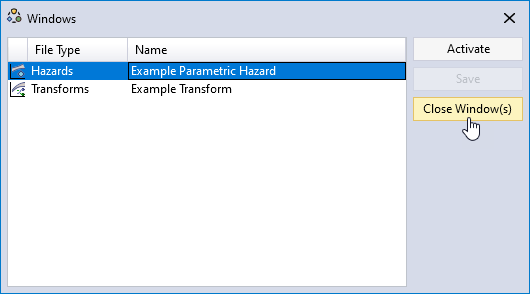 Windows
File Type Name
Activate
Hazards Example Parametric Hazard
Save
Transforms Example Transform
Close Window(s)